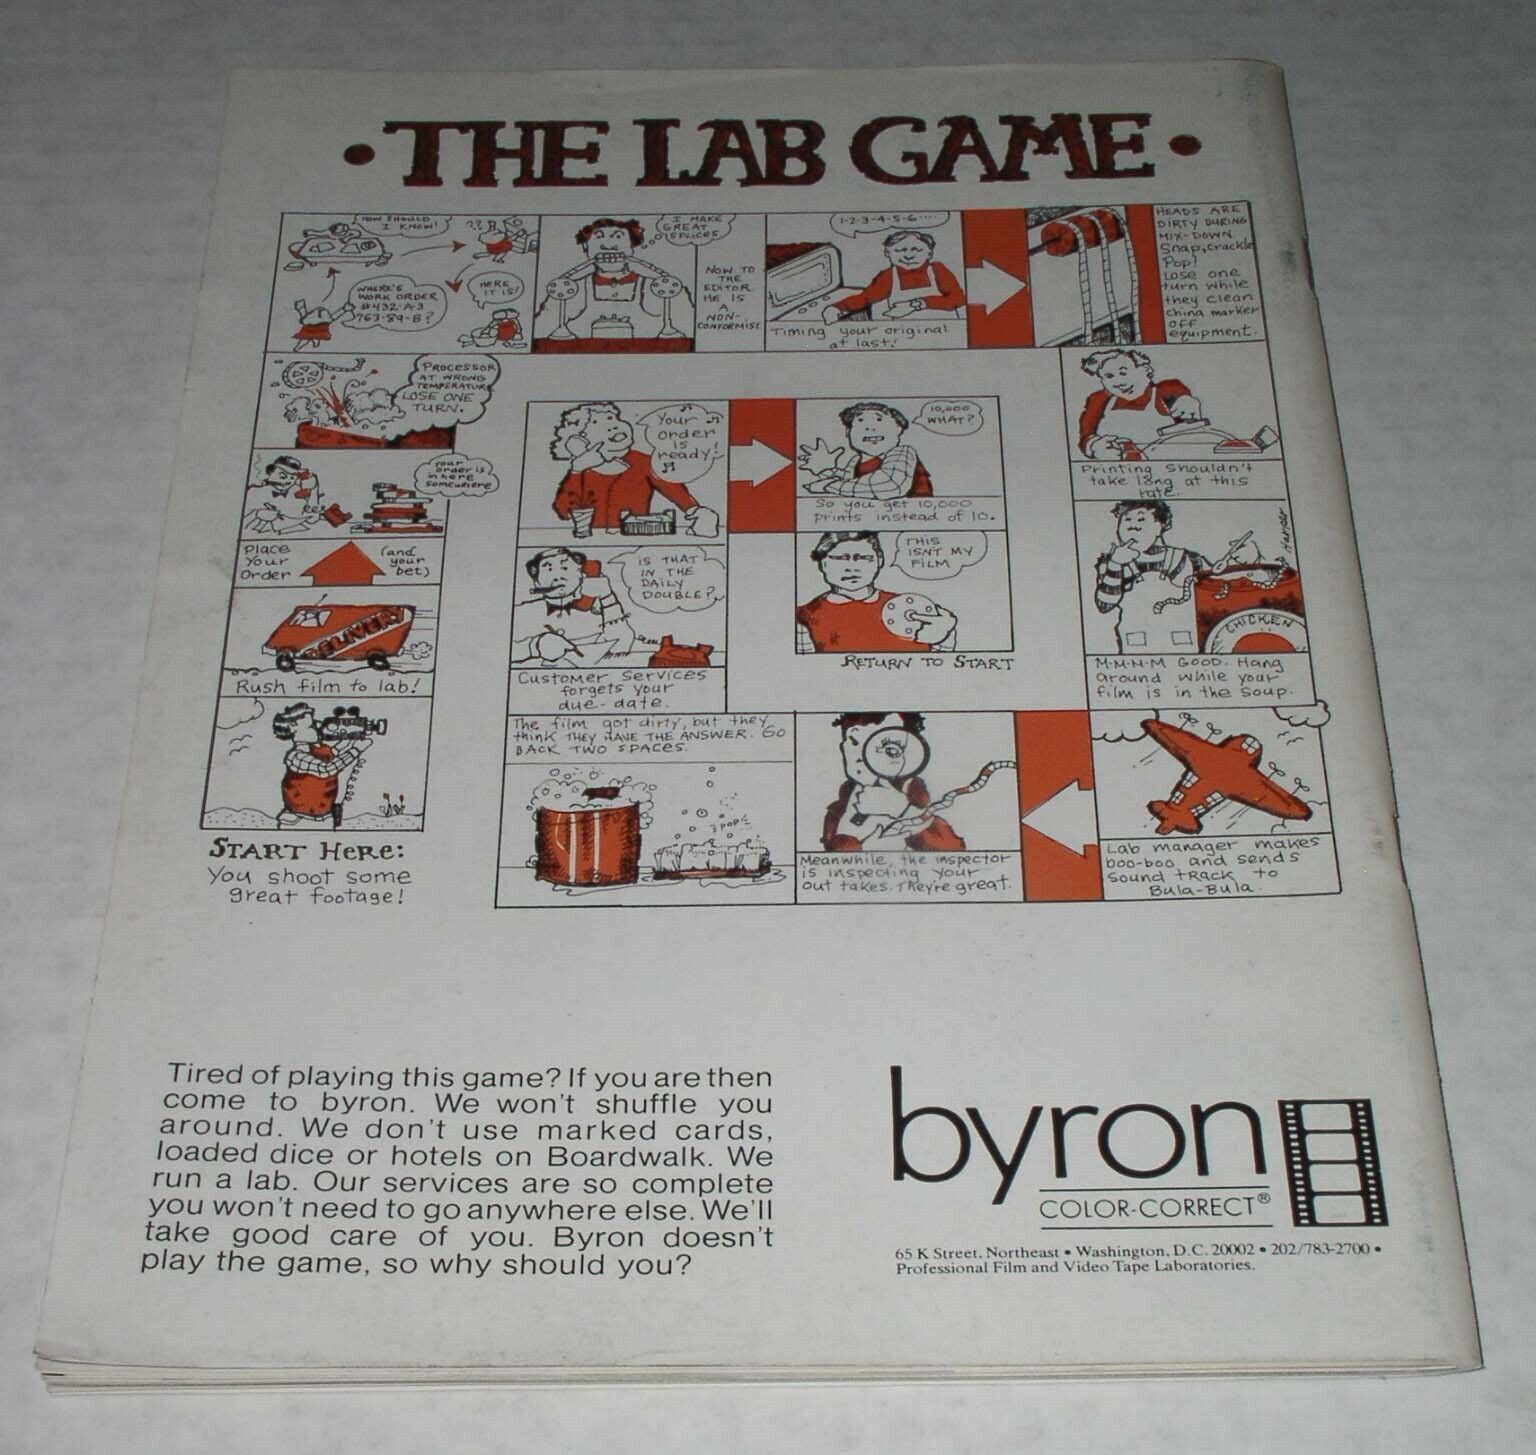 • THE LAB GAME •
HOW SHOULD
I KNOW!
??
WHERE'S
WORK ORDER
#432-A-3
763-89-B?
HERE
IT IS!
I MAKE
GREAT
SPLICES
NOW TO
THE
EDITOR
HE IS
A
NON-
CONFORMIST
1-2-3-4-5-6....
Timing your original
at last!
HEADS ARE
DIRTY DURING
MIX-DOWN.
Snap, crackle
Pop!
Lose one
turn while
they clean
china marker
off
equipment.
PROCESSOR
AT WRONG
TEMPERATURE
LOSE ONE
TURN.
your
order is
in here
somewhere
Place
Your
Order
(and
your
bet)
DELIVERY
Rush film to lab!
START HERE:
You shoot some
great footage!
Your
order
is
ready!
10,000
WHAT?
So you get 10,000
prints instead of 10.
IS THAT
IN THE
DAILY
DOUBLE?
Customer Services
forgets your
due-date.
THIS
ISN'T MY
FILM
RETURN TO START
Printing shouldn't
take long at this
rate.
Harper
CHICKEN
M-M-M-M GOOD. Hang
around while your
film is in the soup.
The film got dirty, but they
think THEY HAVE THE ANSWER. GO
BACK TWO SPACES.
POP
Meanwhile, the inspector
is inspecting your
out takes. They're great.
Lab manager makes
boo-boo and sends
sound track to
Bula-Bula.
Tired of playing this game? If you are then
come to byron. We won't shuffle you
around. We don't use marked cards,
loaded dice or hotels on Boardwalk. We
run a lab. Our services are so complete
you won't need to go anywhere else. We'll
take good care of you. Byron doesn't
play the game, so why should you?
byron
COLOR-CORRECT®
65 K Street, Northeast • Washington, D.C. 20002 • 202/783-2700 •
Professional Film and Video Tape Laboratories.